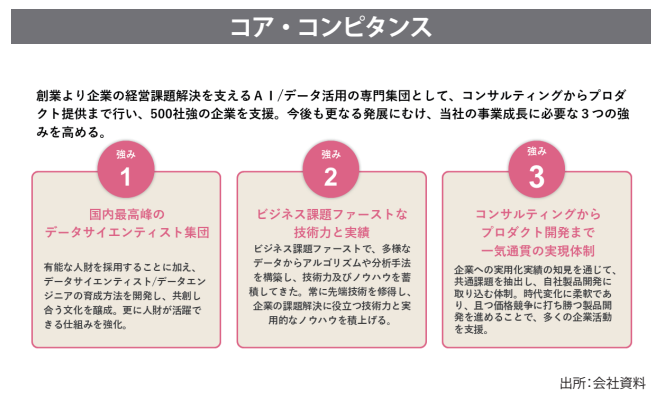 コア・コンピタンス
創業より企業の経営課題解決を支えるＡＩ/データ活用の専門集団として、コンサルティングからプロダ
クト提供まで行い、500社強の企業を支援。今後も更なる発展にむけ、当社の事業成長に必要な３つの強
みを高める。
強み
1
国内最高峰の
データサイエンティスト集団
有能な人財を採用することに加え、
データサイエンティスト/データエン
ジニアの育成方法を開発し、共創し
合う文化を醸成。更に人財が活躍で
きる仕組みを強化。
強み
2
ビジネス課題ファーストな
技術力と実績
ビジネス課題ファーストで、多様な
データからアルゴリズムや分析手法
を構築し、技術力及びノウハウを蓄
積してきた。常に先端技術を修得し、
企業の課題解決に役立つ技術力と実
用的なノウハウを積上げる。
強み
3
コンサルティングから
プロダクト開発まで
一気通貫の実現体制
企業への実用化実績の知見を通じて、
共通課題を抽出し、自社製品開発に
取り込む体制。時代変化に柔軟であ
り、且つ価格競争に打ち勝つ製品開
発を進めることで、多くの企業活動
を支援。
出所：会社資料